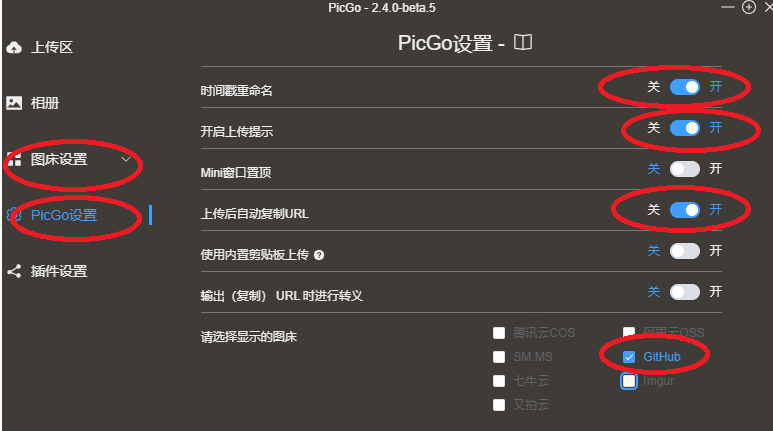 PicGo - 2.4.0-beta.5
上传区
相册
图床设置
PicGo设置
插件设置
PicGo设置 -
时间戳重命名 关 开
开启上传提示 关 开
Mini窗口置顶 关 开
上传后自动复制URL 关 开
使用内置剪贴板上传 关 开
输出（复制） URL 时进行转义 关 开
请选择显示的图床
腾讯云COS 阿里云OSS
SM.MS GitHub
七牛云 Imgur
又拍云